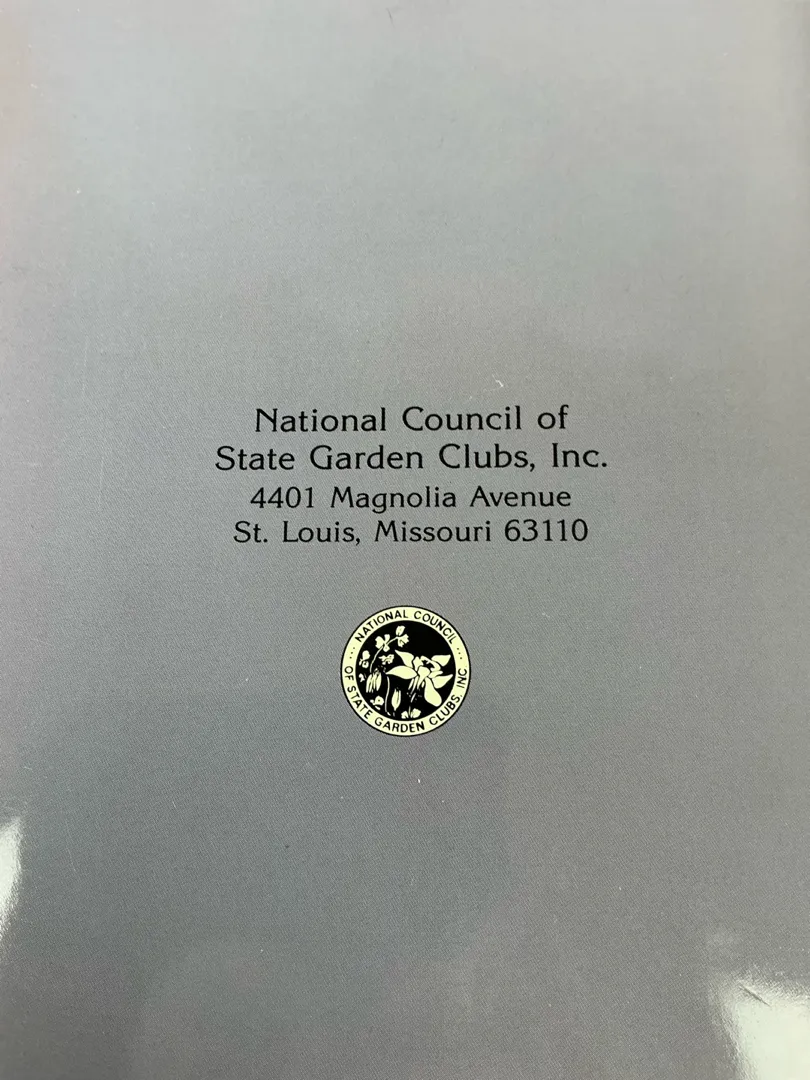 National Council of
State Garden Clubs, Inc.
4401 Magnolia Avenue
St. Louis, Missouri 63110
NATIONAL COUNCIL
OF STATE GARDEN CLUBS, INC